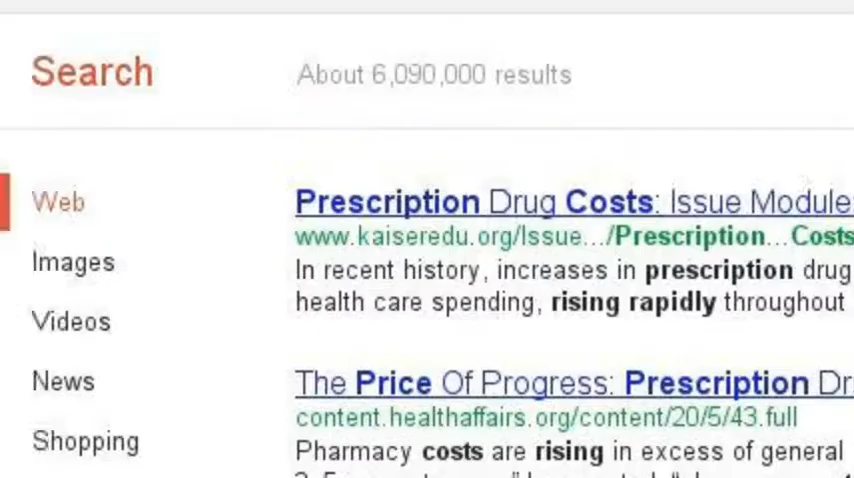 Search
About 6,090,000 results
Web
Images
Videos
News
Shopping
Prescription Drug Costs: Issue Module
www.kaiseredu.org/Issue.../Prescription...Costs
In recent history, increases in prescription drug
health care spending, rising rapidly throughout
The Price Of Progress: Prescription Dr
content.healthaffairs.org/content/20/5/43.full
Pharmacy costs are rising in excess of general